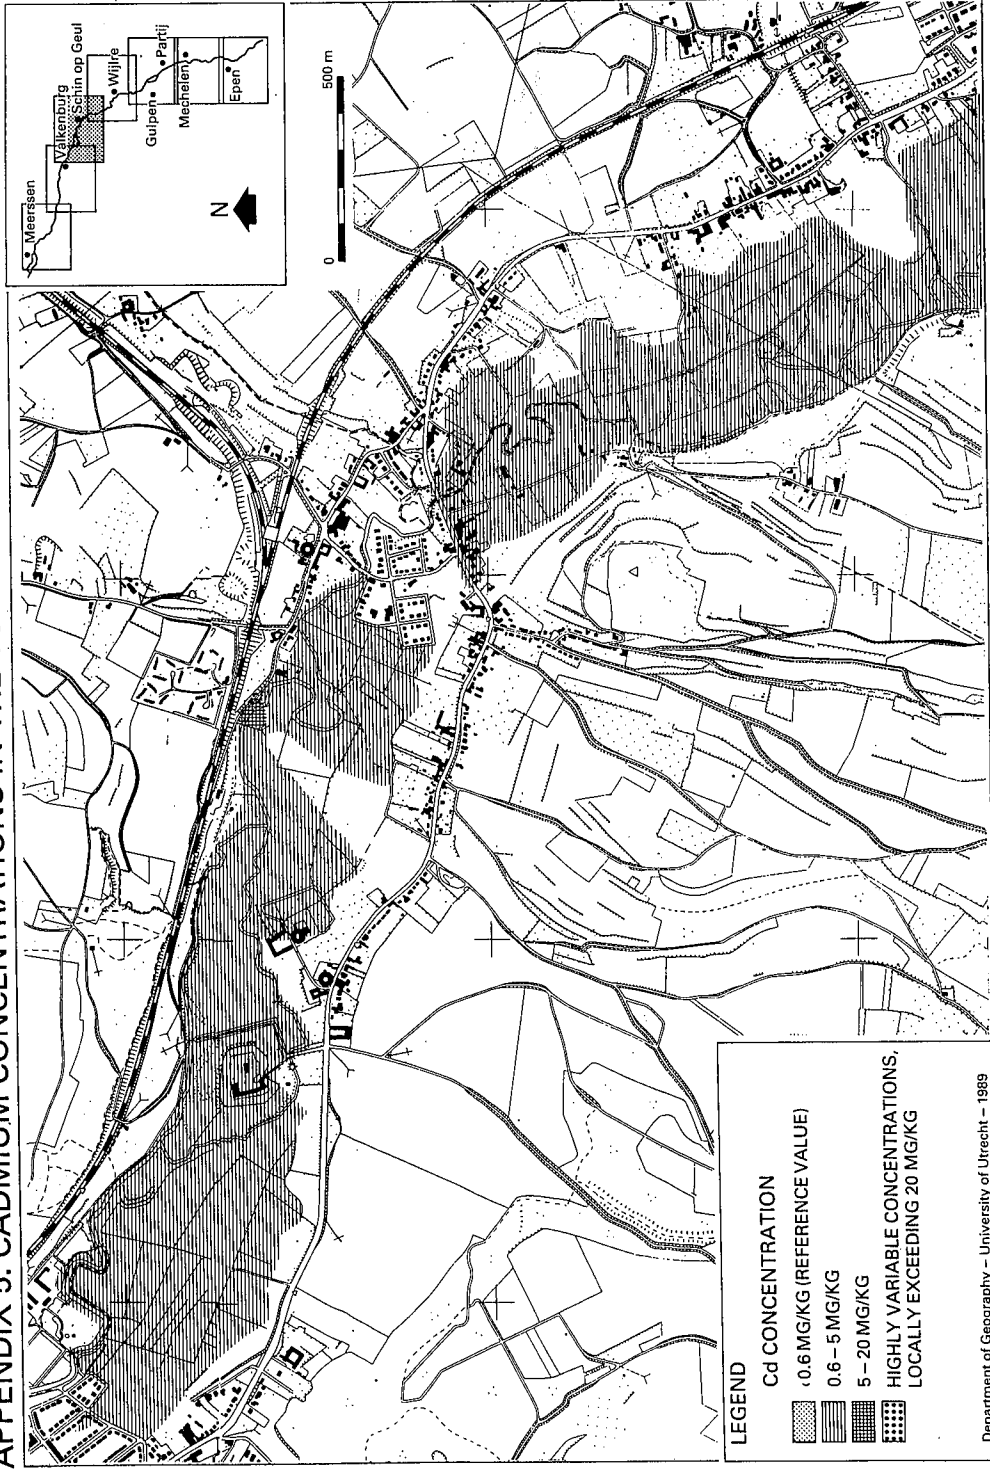 APPENDIX 5: CADMIUM CONCENTRATIONS IN THE
Meerssen
Valkenburg
Schin op Geul
Wijlre
Gulpen
Partij
Mechelen
Epen
N
0
500 m
LEGEND
Cd CONCENTRATION
‹0.6 MG/KG (REFERENCE VALUE)
0.6 – 5 MG/KG
5 – 20 MG/KG
HIGHLY VARIABLE CONCENTRATIONS,
LOCALLY EXCEEDING 20 MG/KG
Department of Geography – University of Utrecht – 1989